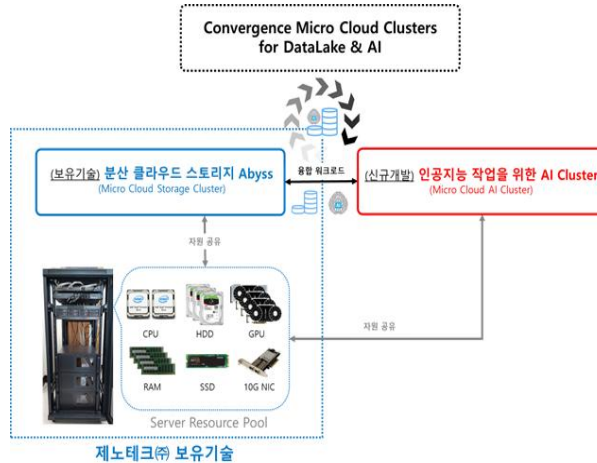 Convergence Micro Cloud Clusters
for DataLake & AI
(보유기술) 분산 클라우드 스토리지 Abyss
(Micro Cloud Storage Cluster)
융합 워크로드
(신규개발) 인공지능 작업을 위한 AI Cluster
(Micro Cloud AI Cluster)
자원 공유
CPU
HDD
GPU
자원 공유
RAM
SSD
10G NIC
Server Resource Pool
제노테크㈜ 보유기술